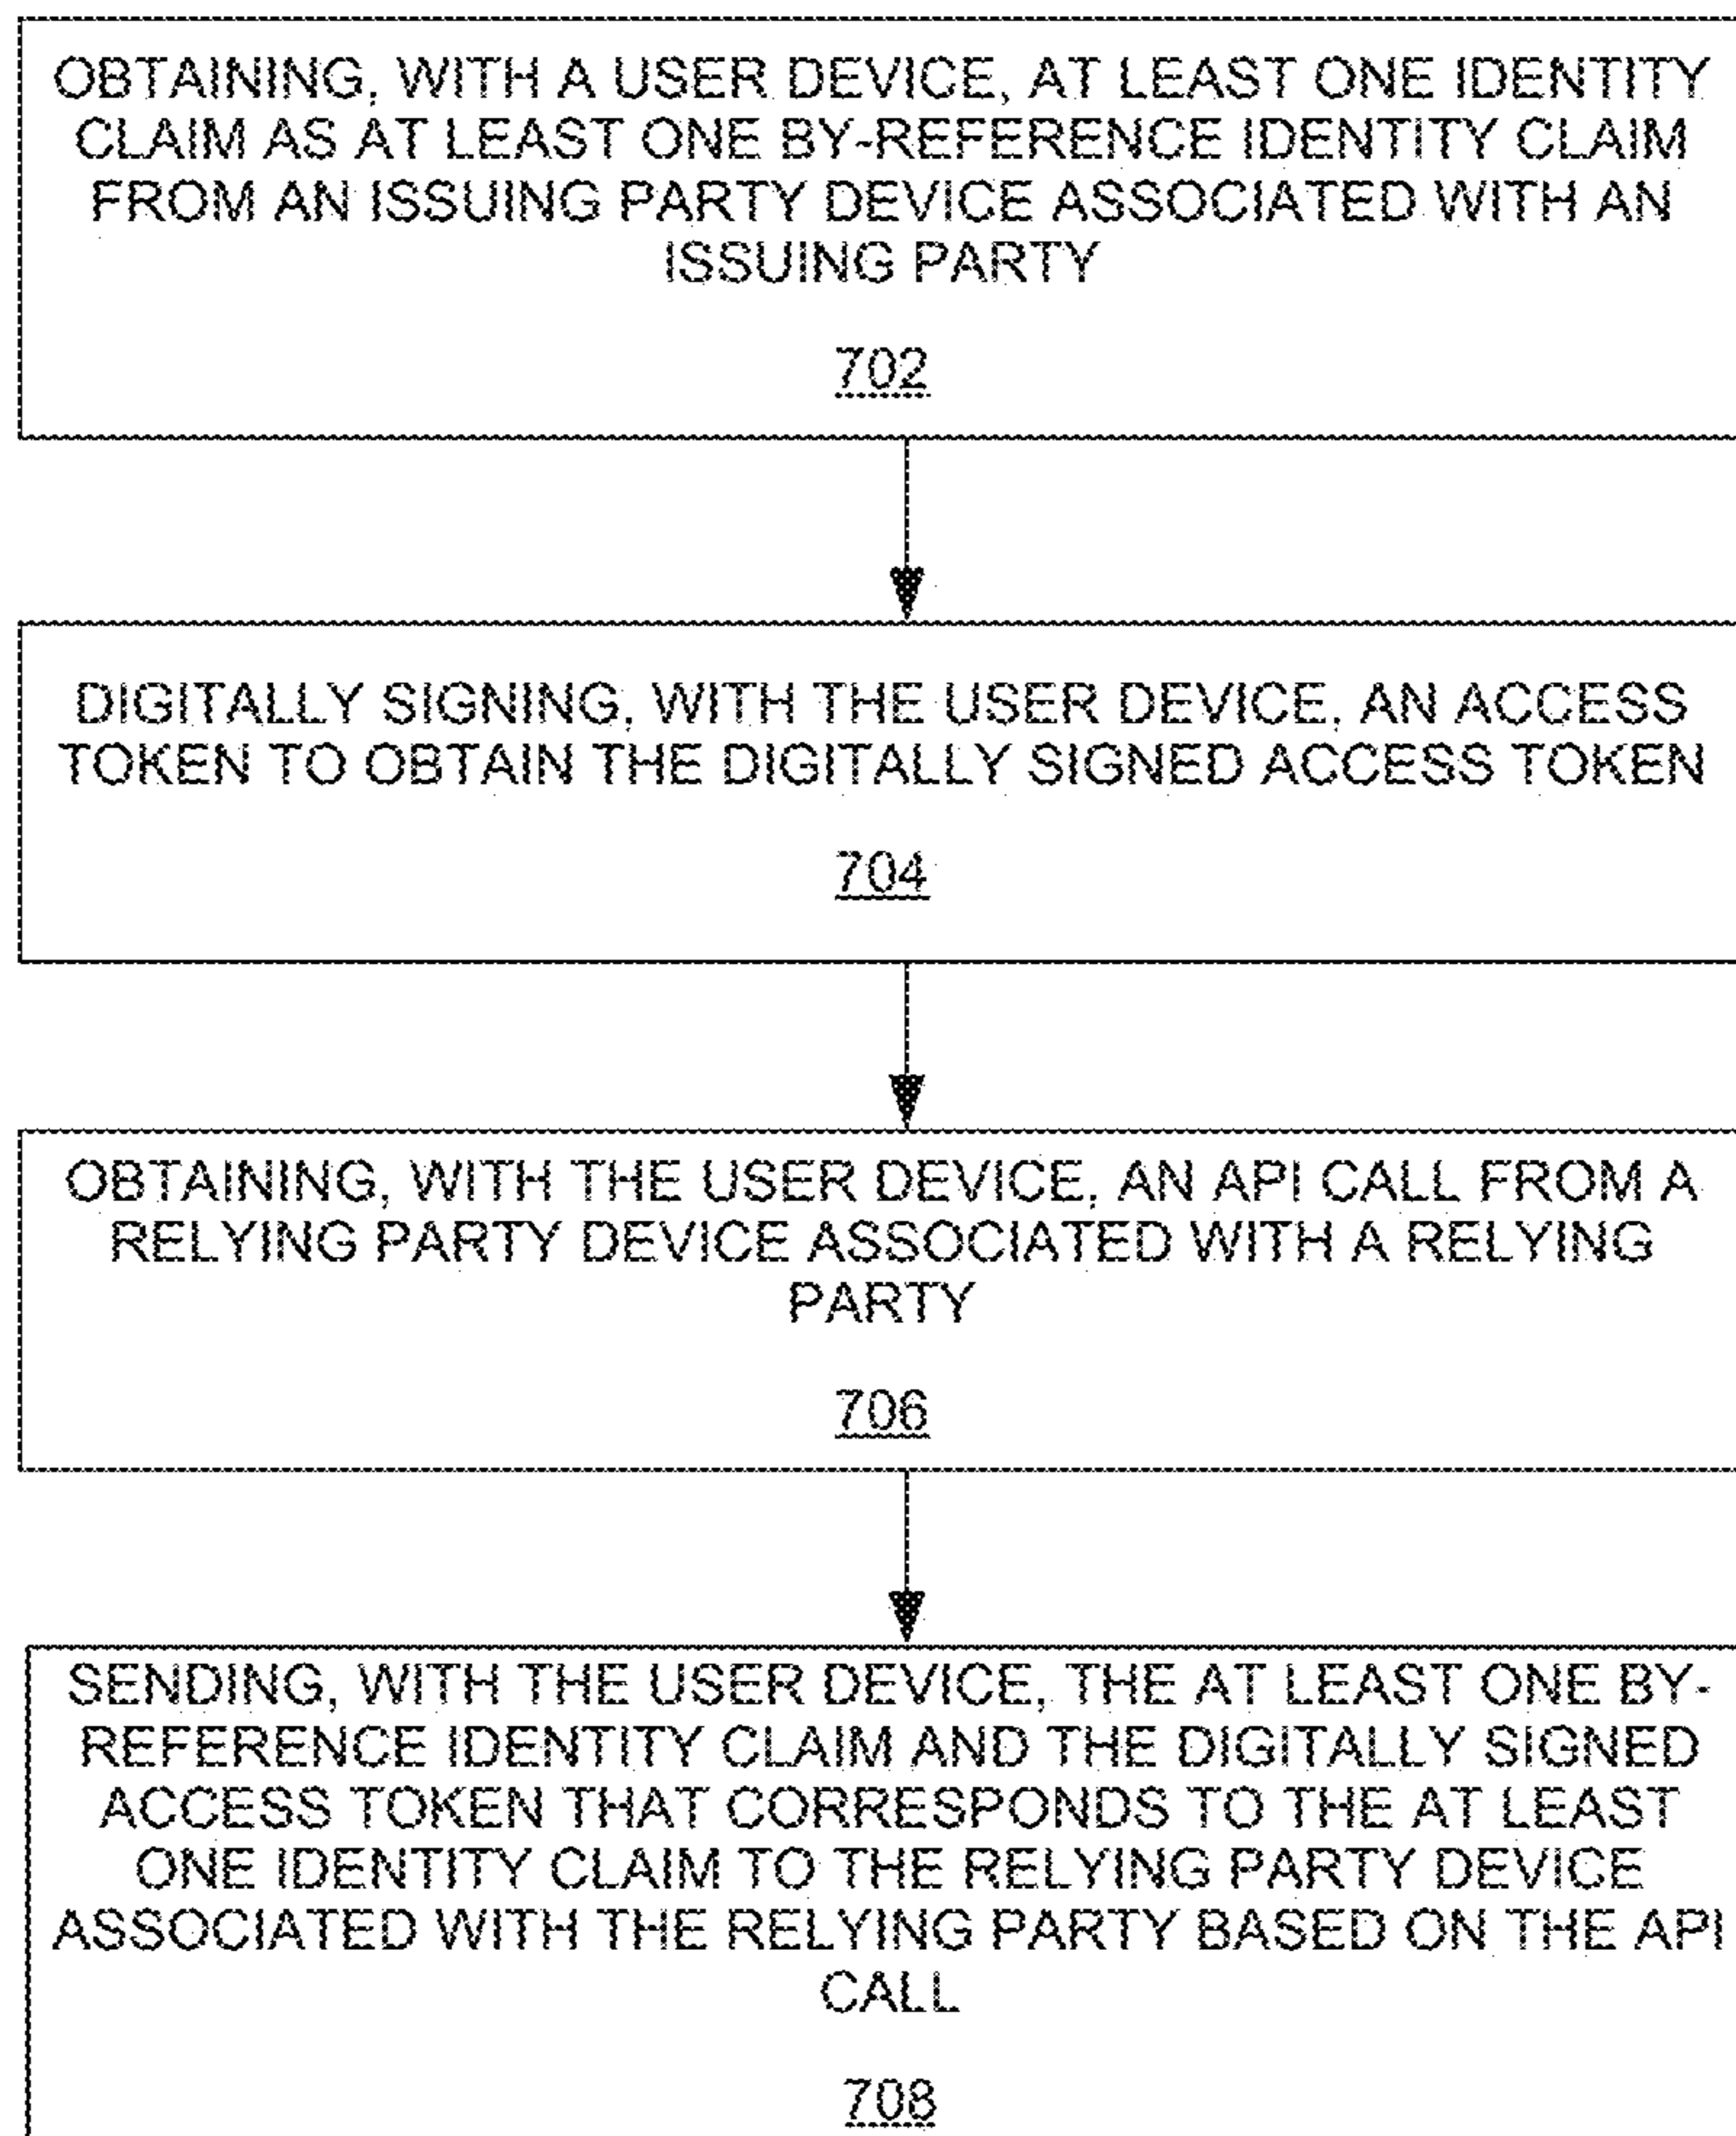 OBTAINING, WITH A USER DEVICE, AT LEAST ONE IDENTITY
CLAIM AS AT LEAST ONE BY-REFERENCE IDENTITY CLAIM
FROM AN ISSUING PARTY DEVICE ASSOCIATED WITH AN
ISSUING PARTY
702
DIGITALLY SIGNING, WITH THE USER DEVICE, AN ACCESS
TOKEN TO OBTAIN THE DIGITALLY SIGNED ACCESS TOKEN
704
OBTAINING, WITH THE USER DEVICE, AN API CALL FROM A
RELYING PARTY DEVICE ASSOCIATED WITH A RELYING
PARTY
706
SENDING, WITH THE USER DEVICE, THE AT LEAST ONE BY-
REFERENCE IDENTITY CLAIM AND THE DIGITALLY SIGNED
ACCESS TOKEN THAT CORRESPONDS TO THE AT LEAST
ONE IDENTITY CLAIM TO THE RELYING PARTY DEVICE
ASSOCIATED WITH THE RELYING PARTY BASED ON THE API
CALL
708